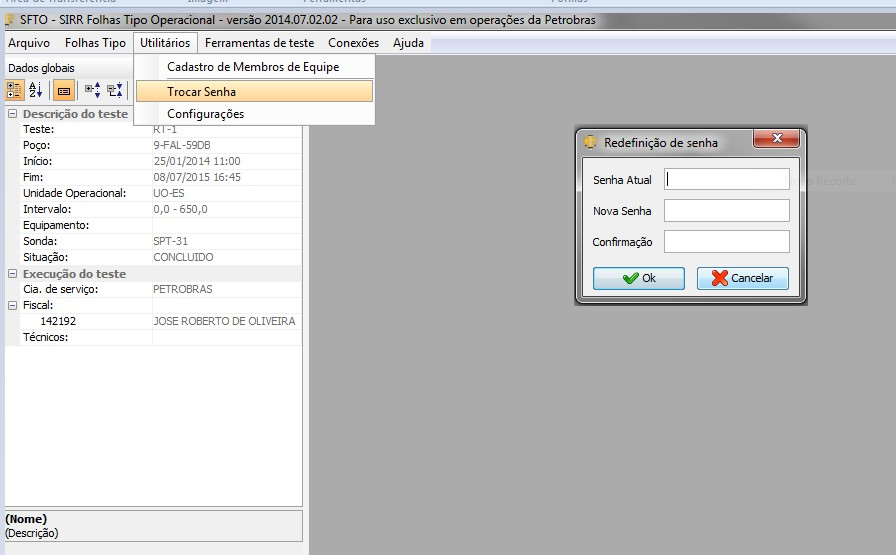 SFTO - SIRR Folhas Tipo Operacional - versão 2014.07.02.02 - Para uso exclusivo em operações da Petrobras
Arquivo Folhas Tipo Utilitários Ferramentas de teste Conexões Ajuda
Cadastro de Membros de Equipe
Trocar Senha
Configurações
Dados globais
Descrição do teste
Teste: RT-1
Poço: 9-FAL-59DB
Início: 25/01/2014 11:00
Fim: 08/07/2015 16:45
Unidade Operacional: UO-ES
Intervalo: 0,0 - 650,0
Equipamento:
Sonda: SPT-31
Situação: CONCLUIDO
Execução do teste
Cia. de serviço: PETROBRAS
Fiscal:
142192 JOSE ROBERTO DE OLIVEIRA
Técnicos:
(Nome)
(Descrição)
Redefinição de senha
Senha Atual
Nova Senha
Confirmação
Ok Cancelar